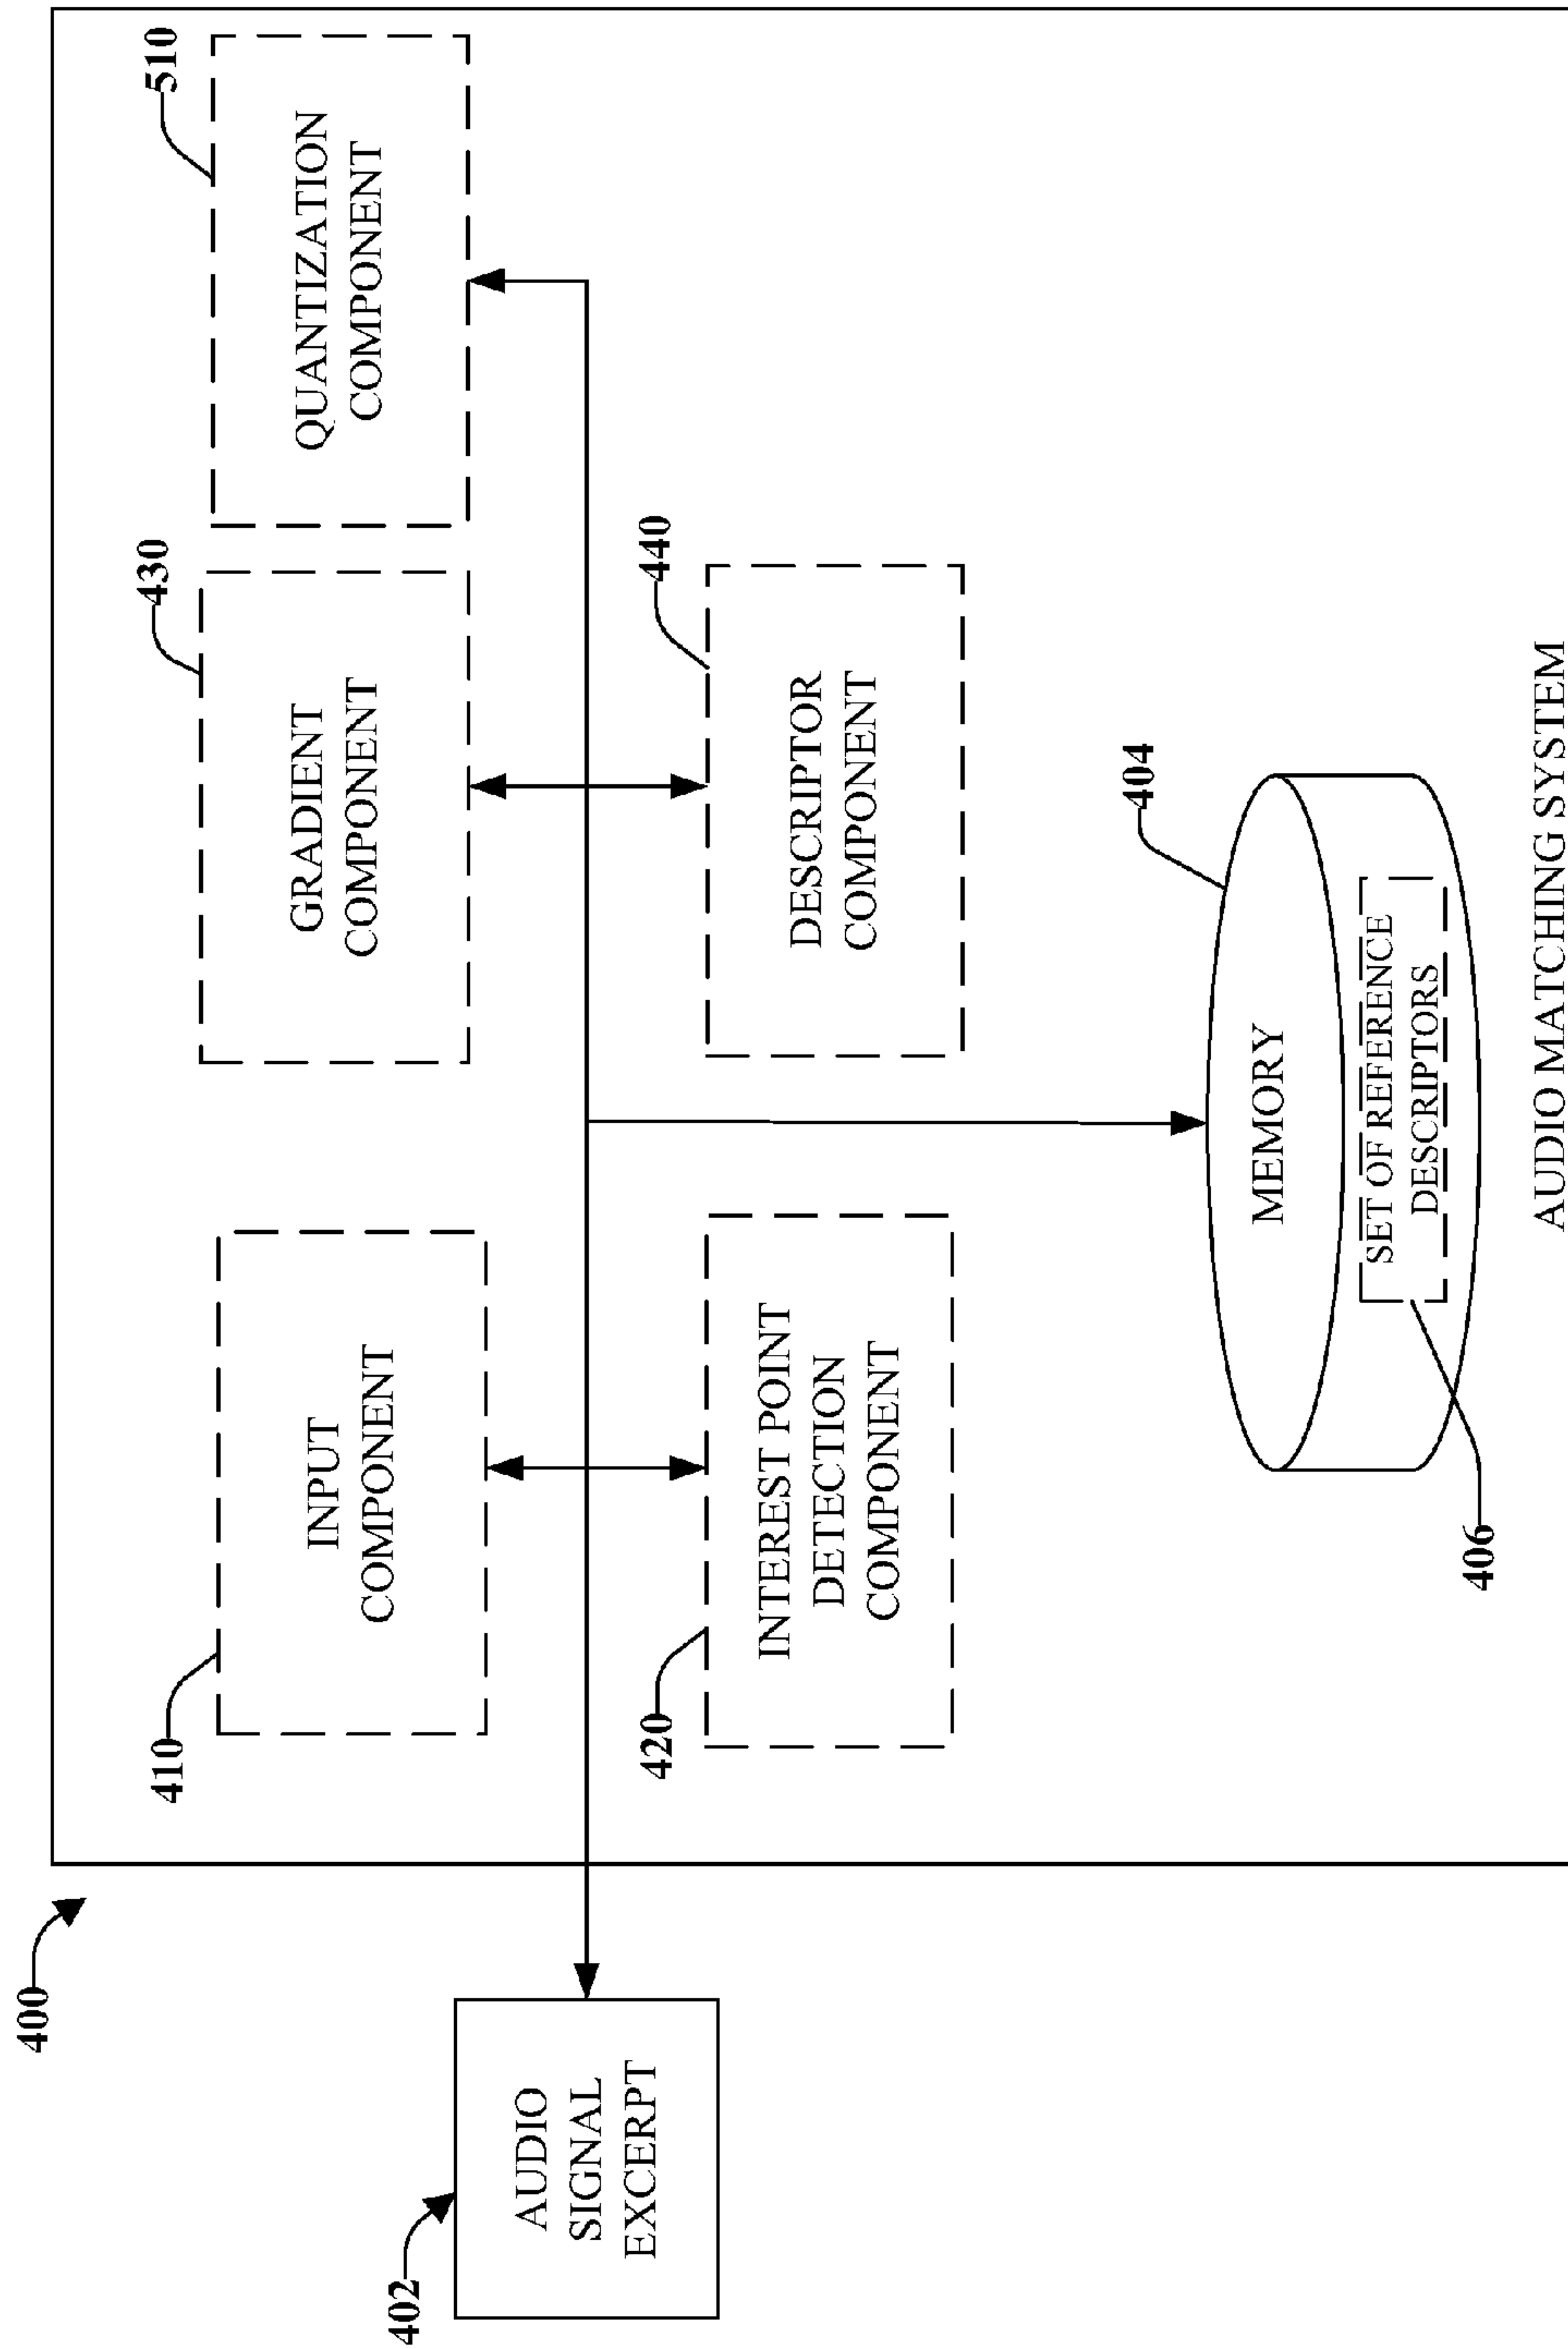 400
402
AUDIO
SIGNAL
EXCERPT
410
INPUT
COMPONENT
430
GRADIENT
COMPONENT
510
QUANTIZATION
COMPONENT
420
INTEREST POINT
DETECTION
COMPONENT
440
DESCRIPTOR
COMPONENT
404
MEMORY
SET OF REFERENCE
DESCRIPTORS
406
AUDIO MATCHING SYSTEM